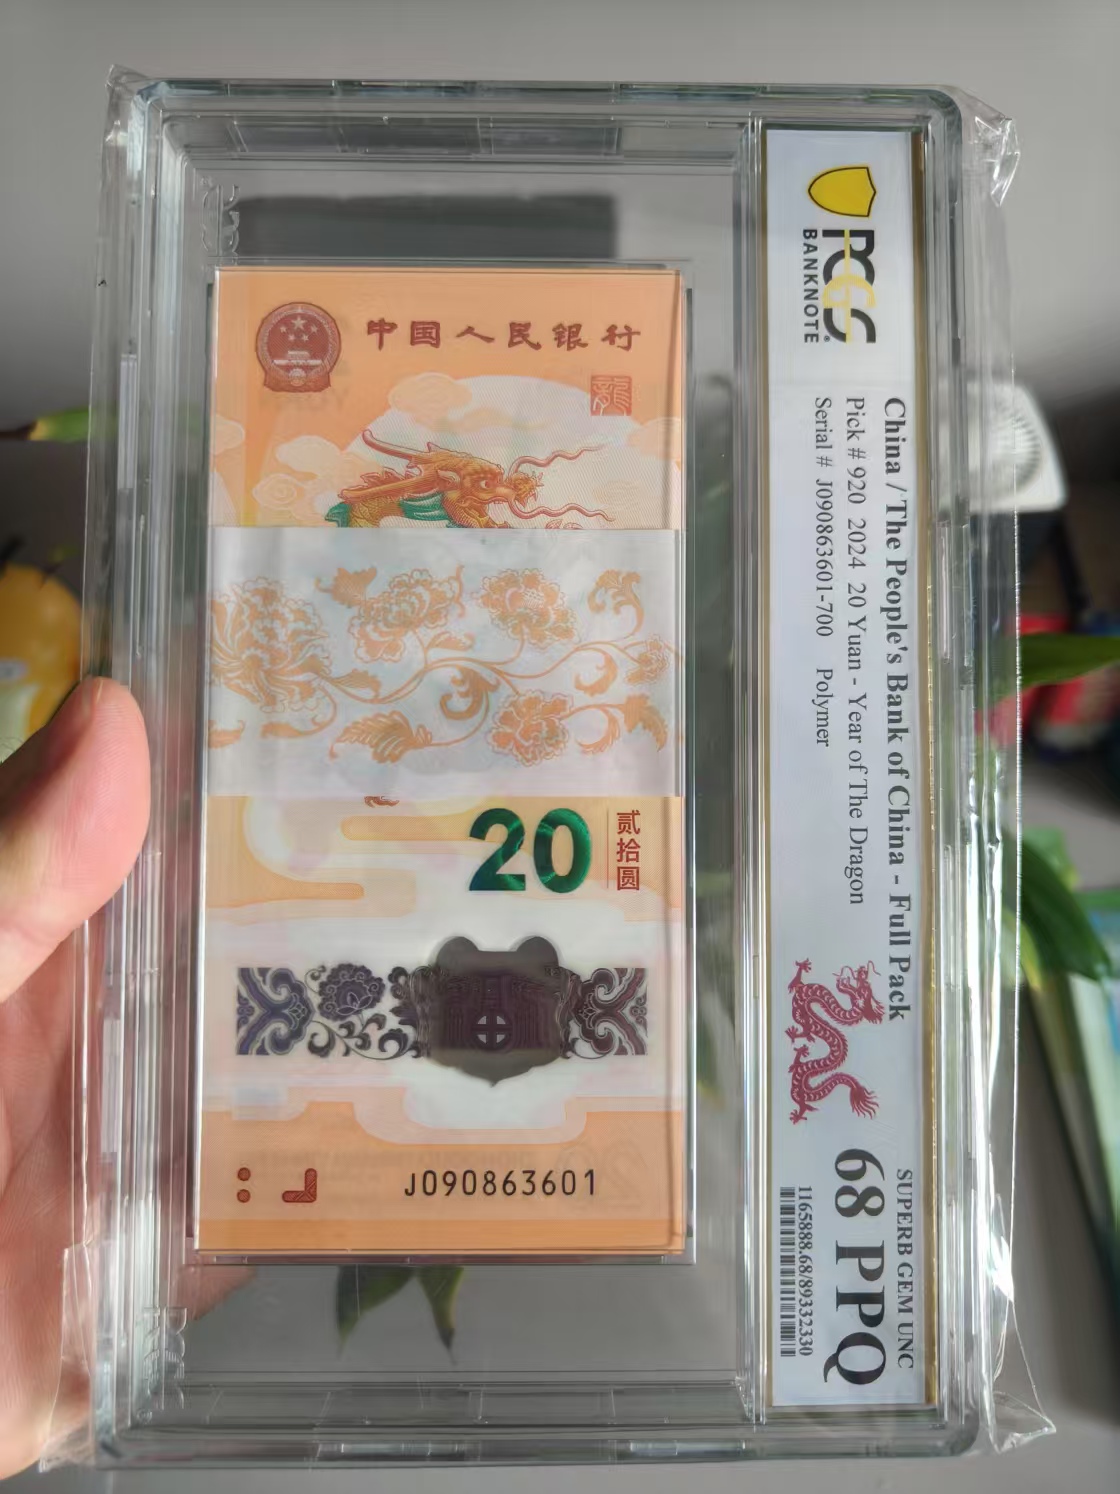 中国人民银行
龍
20
贰拾圆
J090863601
PCGS
BANKNOTE
China / The People's Bank of China - Full Pack
Pick # 920 2024 20 Yuan - Year of The Dragon
Serial # J090863601-700 Polymer
SUPERB GEM UNC
68 PPQ
1165888.68/89332330